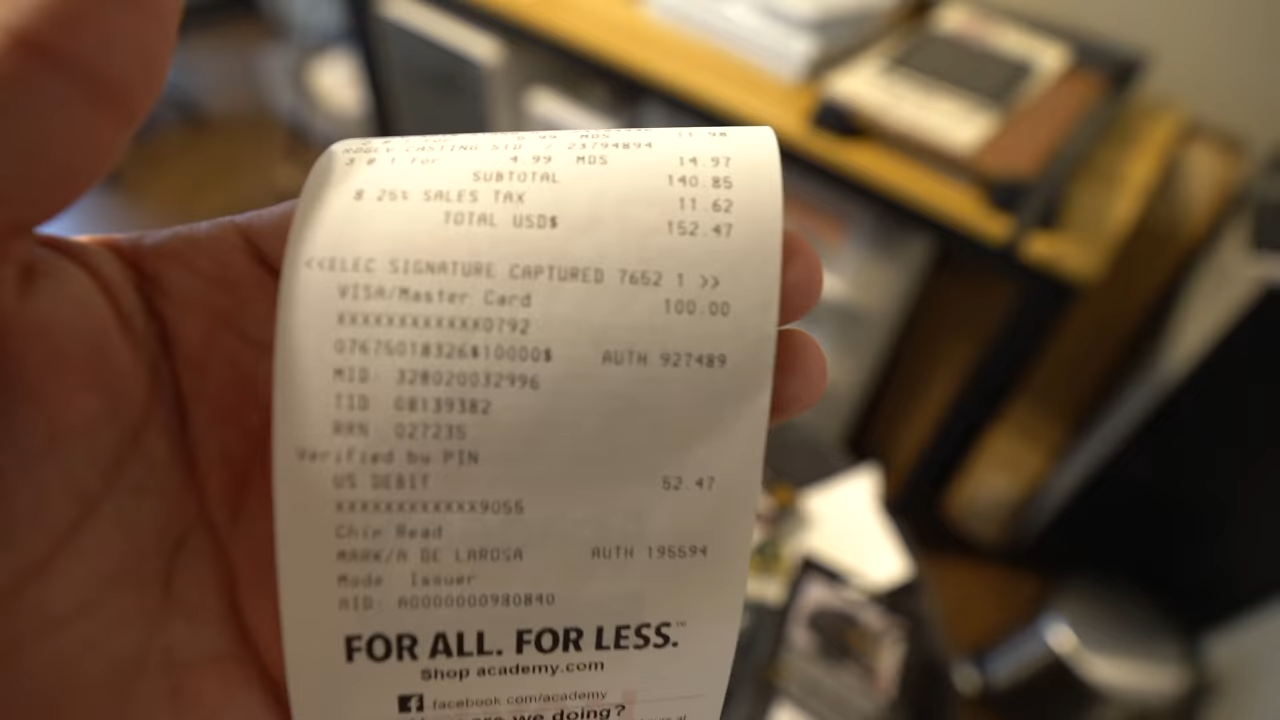 3 @ 1 For 4.99 MDS 14.97
SUBTOTAL 140.85
8.25% SALES TAX 11.62
TOTAL USD$ 152.47
<<ELEC SIGNATURE CAPTURED 7652 1 >>
VISA/Master Card 100.00
XXXXXXXXXXXX0792
07675018326$10000$ AUTH 927489
MID: 328020032996
TID 08139382
RRN 027235
Verified by PIN
US DEBIT 52.47
XXXXXXXXXXXX9055
Chip Read
MARK/A DE LAROSA AUTH 195594
Mode Issuer
AID: A0000000980840
FOR ALL. FOR LESS.™
Shop academy.com
facebook.com/academy
are we doing?